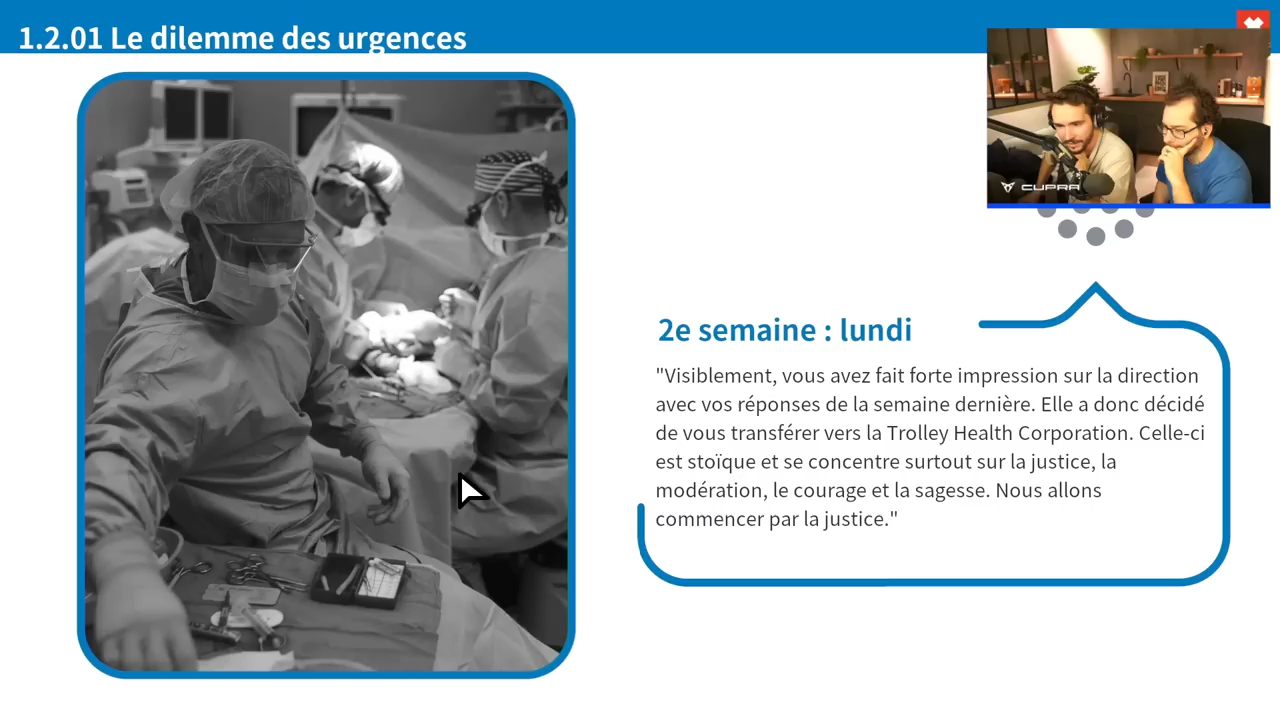 1.2.01 Le dilemme des urgences
CUPRA
2e semaine : lundi
"Visiblement, vous avez fait forte impression sur la direction
avec vos réponses de la semaine dernière. Elle a donc décidé
de vous transférer vers la Trolley Health Corporation. Celle-ci
est stoïque et se concentre surtout sur la justice, la
modération, le courage et la sagesse. Nous allons
commencer par la justice."